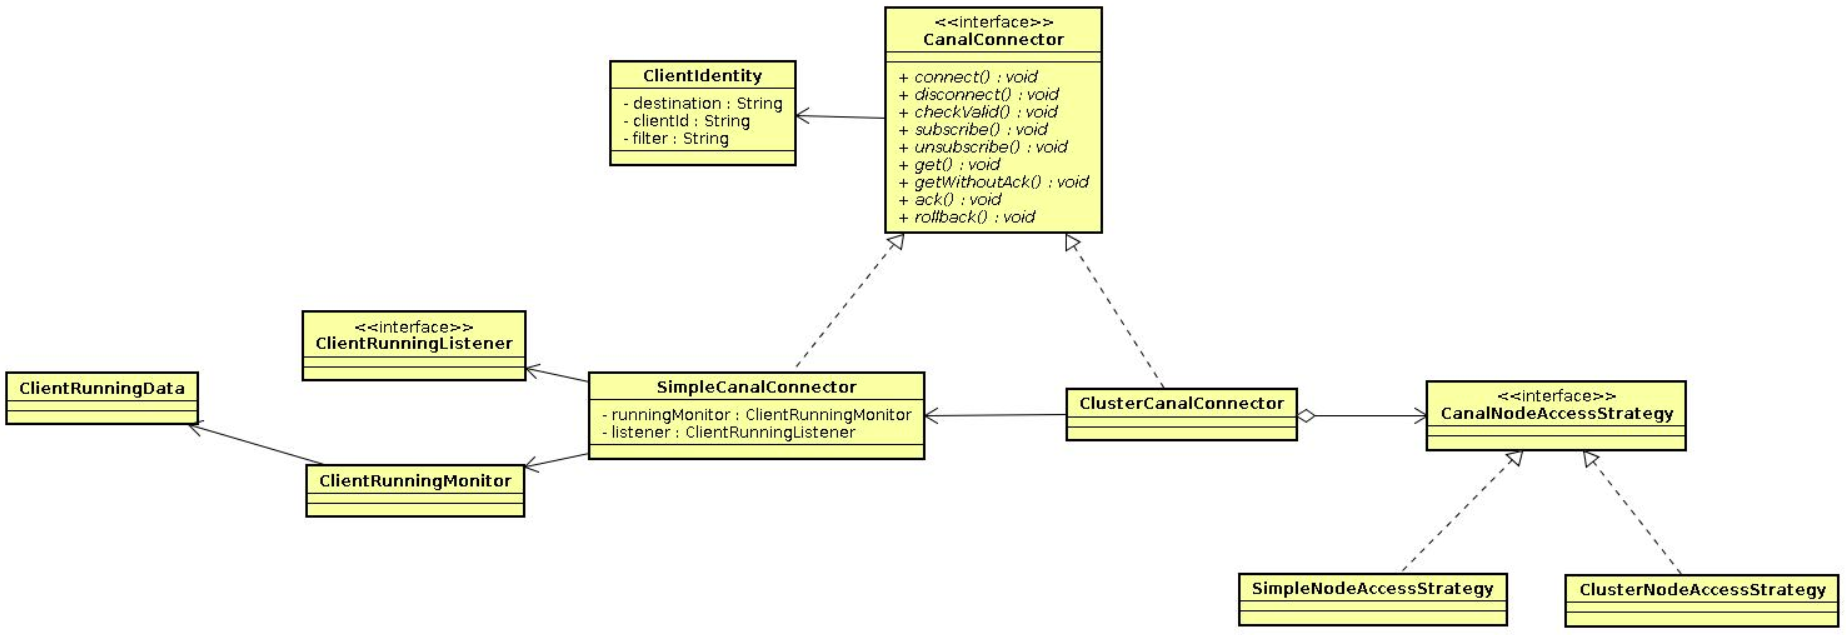 <<interface>>
CanalConnector
+ connect() : void
+ disconnect() : void
+ checkValid() : void
+ subscribe() : void
+ unsubscribe() : void
+ get() : void
+ getWithoutAck() : void
+ ack() : void
+ rollback() : void
ClientIdentity
- destination : String
- clientId : String
- filter : String
<<interface>>
ClientRunningListener
ClientRunningData
SimpleCanalConnector
- runningMonitor : ClientRunningMonitor
- listener : ClientRunningListener
ClusterCanalConnector
<<interface>>
CanalNodeAccessStrategy
ClientRunningMonitor
SimpleNodeAccessStrategy
ClusterNodeAccessStrategy